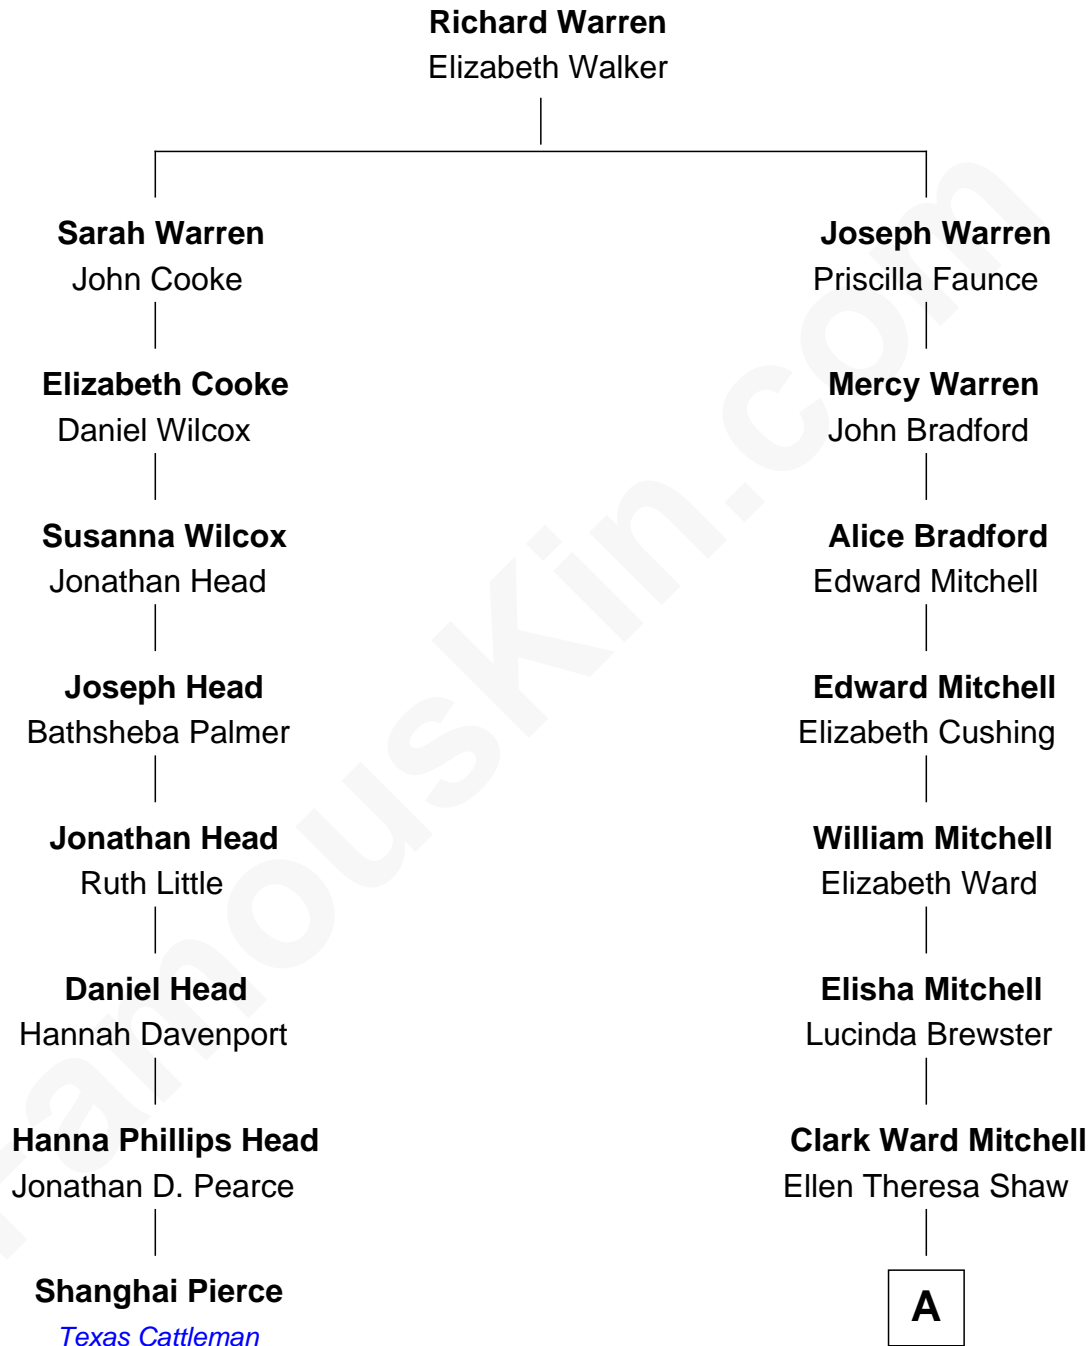 Richard Warren
Elizabeth Walker
Sarah Warren
John Cooke
Joseph Warren
Priscilla Faunce
Elizabeth Cooke
Daniel Wilcox
Mercy Warren
John Bradford
Susanna Wilcox
Jonathan Head
Alice Bradford
Edward Mitchell
Joseph Head
Bathsheba Palmer
Edward Mitchell
Elizabeth Cushing
Jonathan Head
Ruth Little
William Mitchell
Elizabeth Ward
Daniel Head
Hannah Davenport
Elisha Mitchell
Lucinda Brewster
Hanna Phillips Head
Jonathan D. Pearce
Clark Ward Mitchell
Ellen Theresa Shaw
Shanghai Pierce
Texas Cattleman
A
FamousKin.com